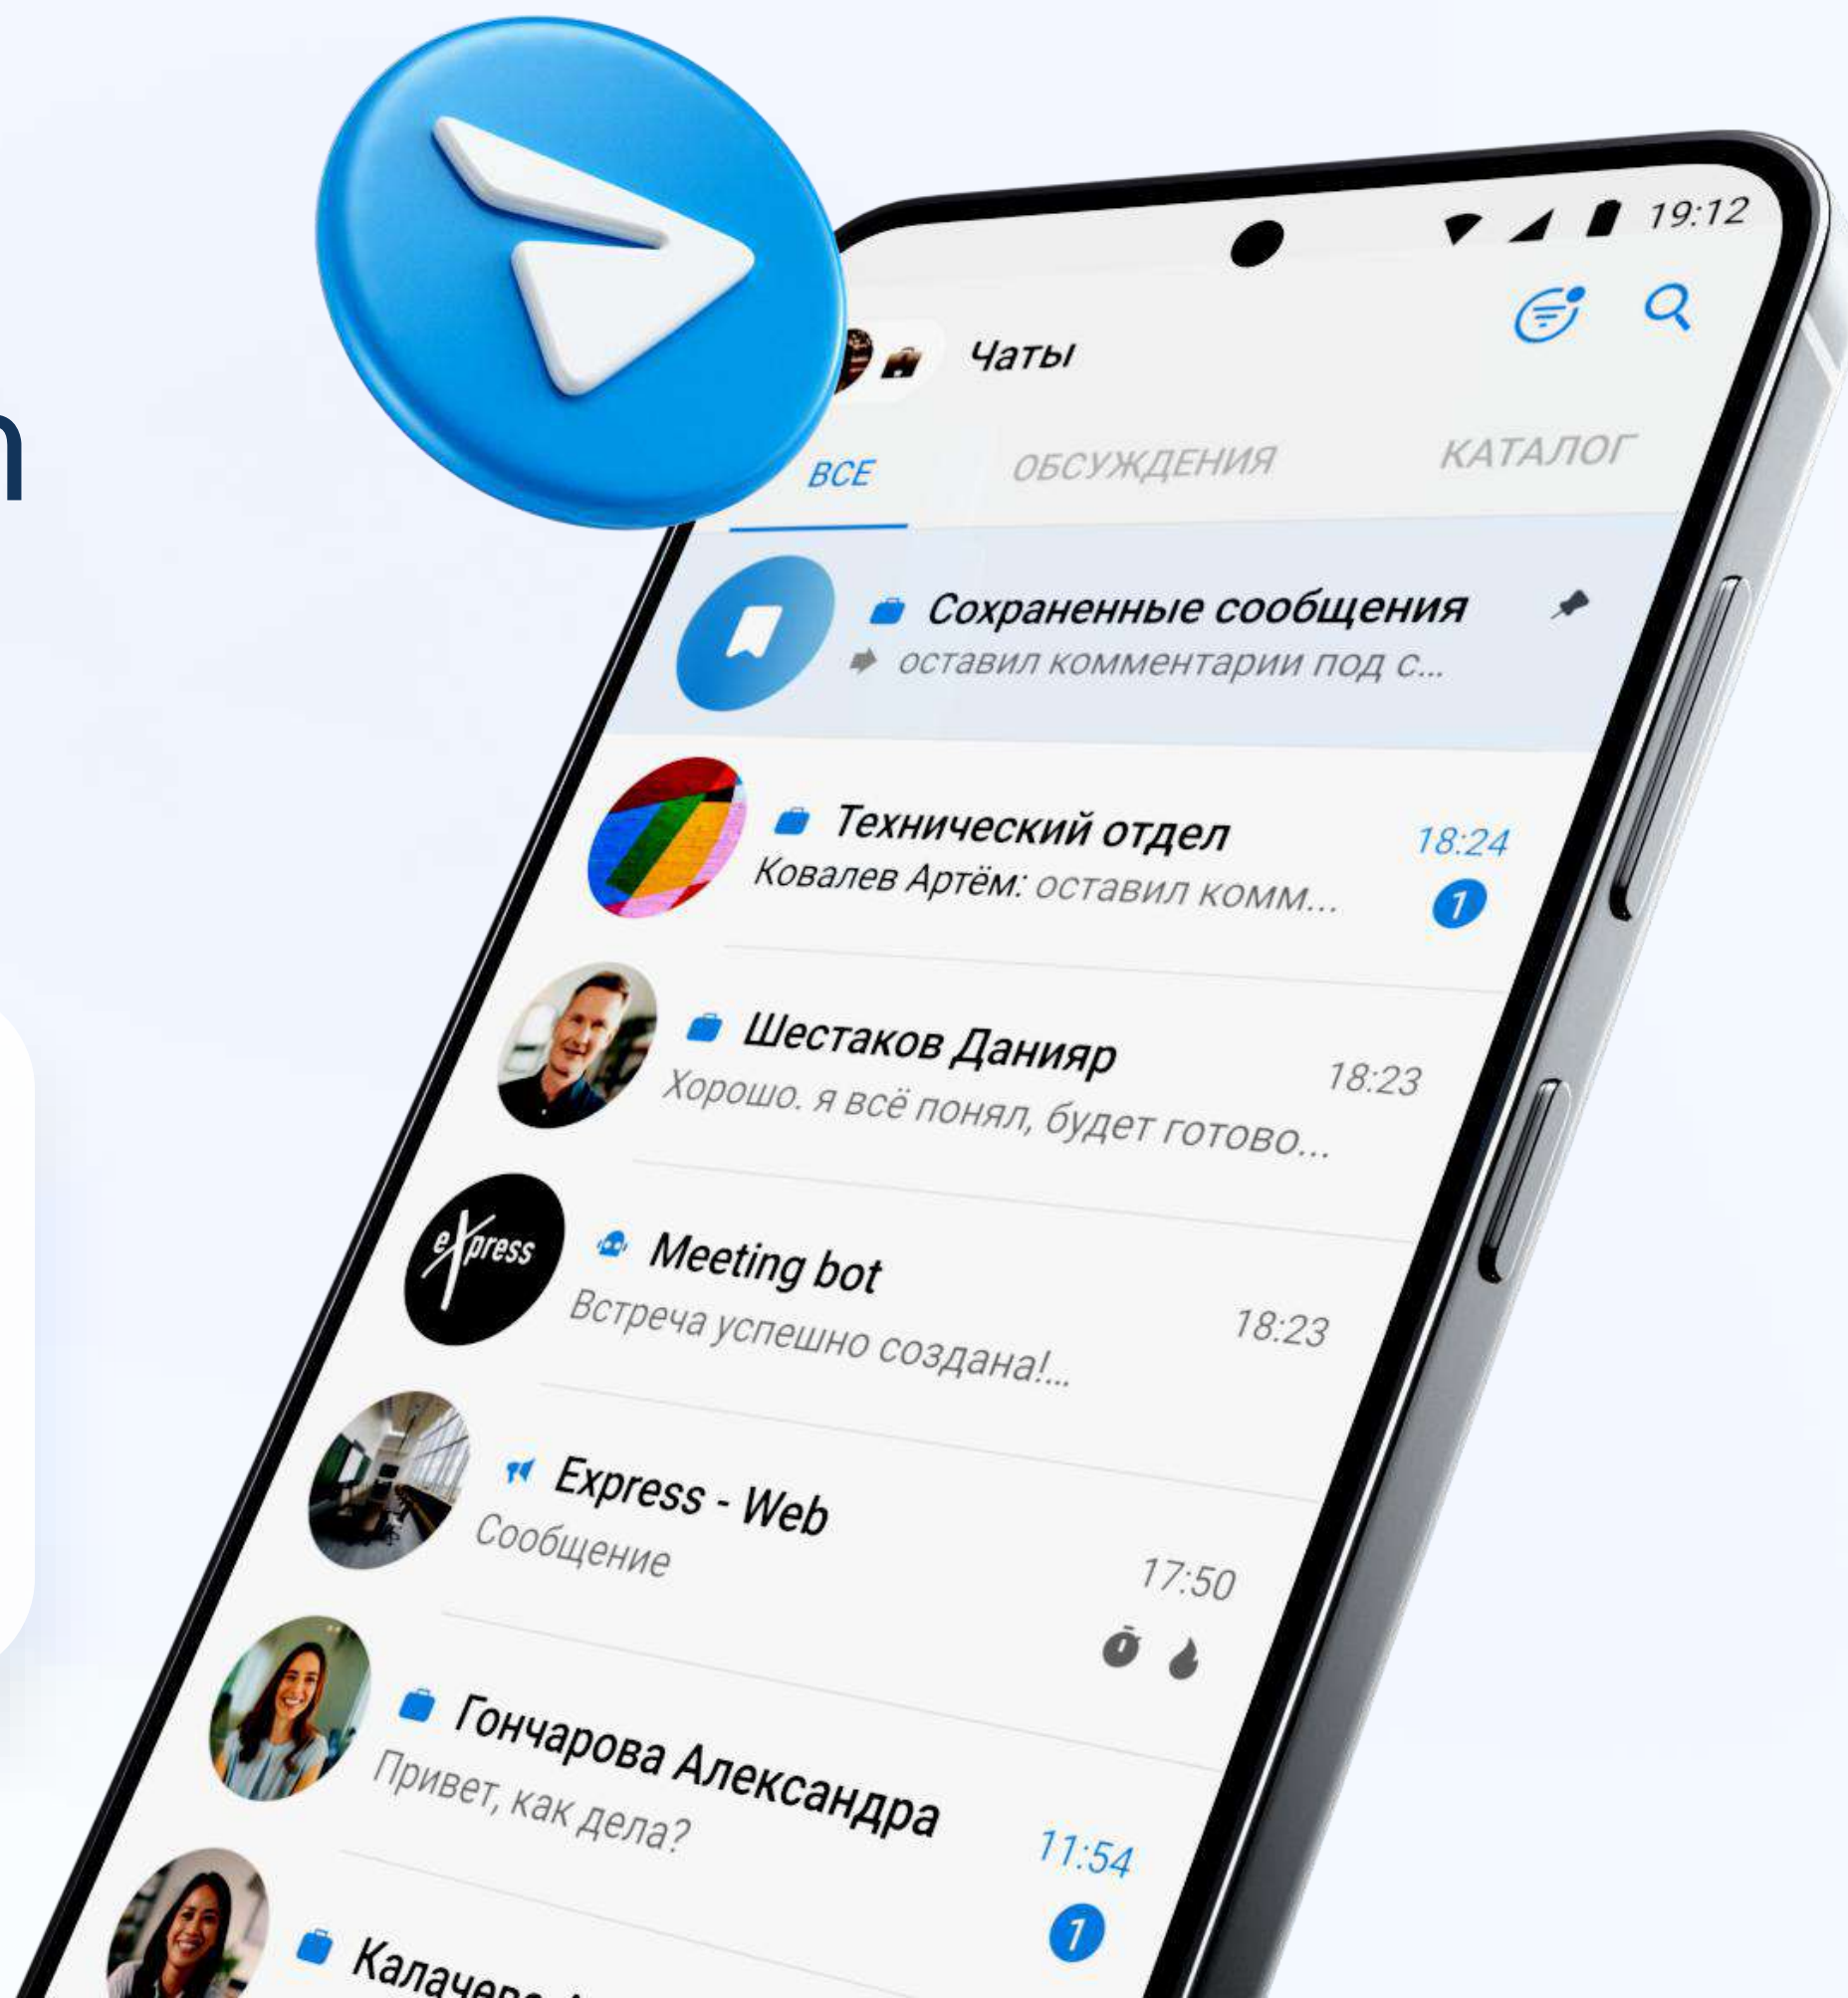 19:12
Чаты
ВСЕ ОБСУЖДЕНИЯ КАТАЛОГ
Сохраненные сообщения
оставил комментарии под с...
Технический отдел 18:24
Ковалев Артём: оставил комм... 1
Шестаков Данияр 18:23
Хорошо. я всё понял, будет готово...
eXpress
Meeting bot 18:23
Встреча успешно создана!...
Express - Web
Сообщение 17:50
Гончарова Александра
Привет, как дела? 11:54
1